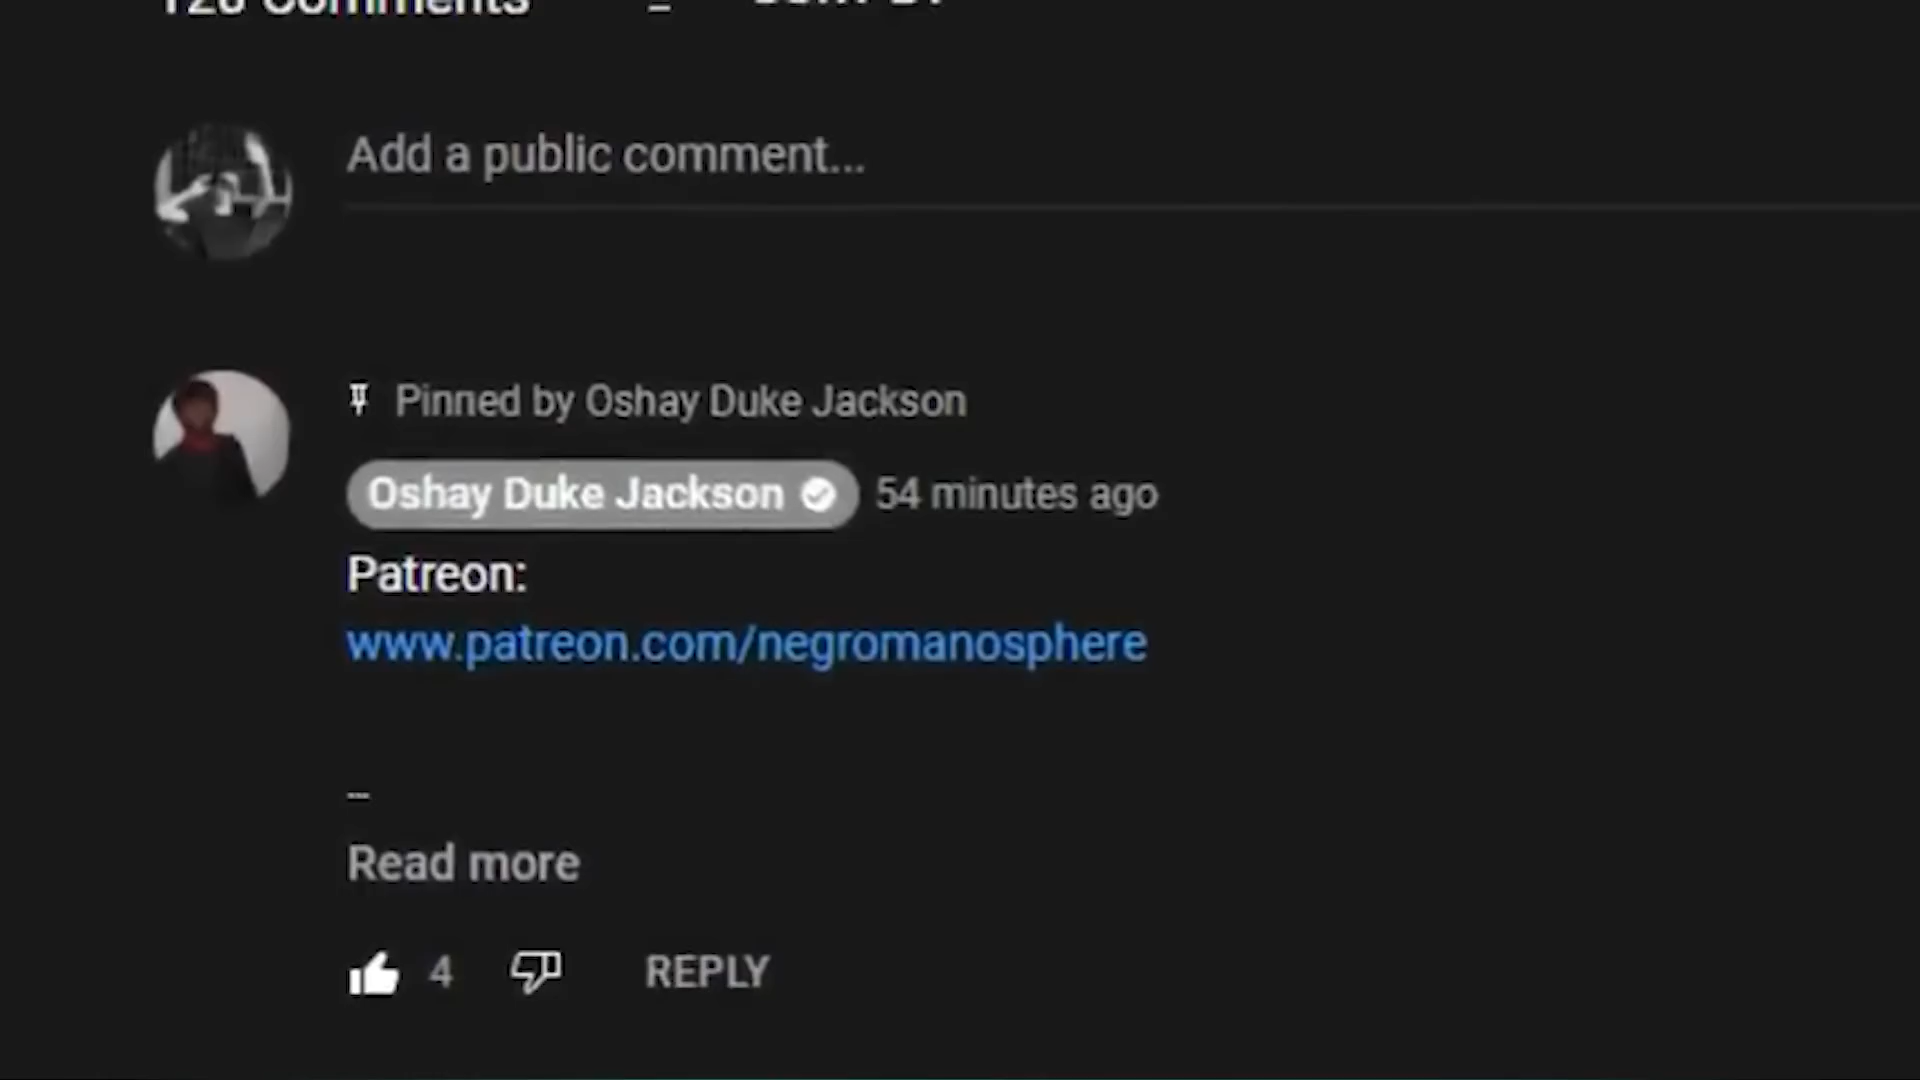 Comments
Add a public comment...
Pinned by Oshay Duke Jackson
Oshay Duke Jackson 54 minutes ago
Patreon:
www.patreon.com/negromanosphere
--
Read more
4 REPLY